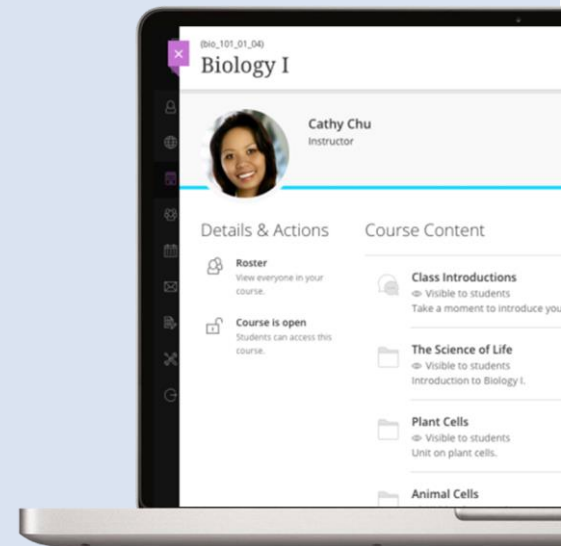 (bio_101_01_04)
Biology I
Cathy Chu
Instructor
Details & Actions
Roster
View everyone in your
course.
Course is open
Students can access this
course.
Course Content
Class Introductions
Visible to students
Take a moment to introduce you
The Science of Life
Visible to students
Introduction to Biology I.
Plant Cells
Visible to students
Unit on plant cells.
Animal Cells